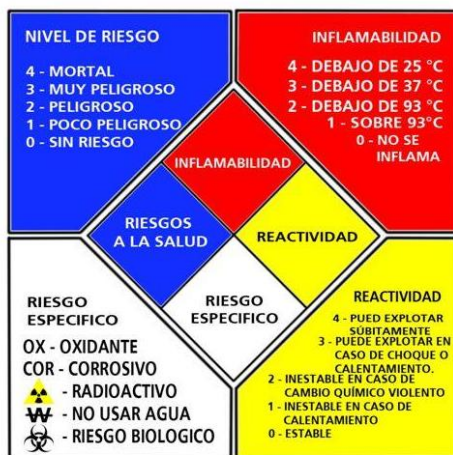 NIVEL DE RIESGO
4 - MORTAL
3 - MUY PELIGROSO
2 - PELIGROSO
1 - POCO PELIGROSO
0 - SIN RIESGO
INFLAMABILIDAD
4 - DEBAJO DE 25 °C
3 - DEBAJO DE 37 °C
2 - DEBAJO DE 93 °C
1 - SOBRE 93°C
0 - NO SE
INFLAMA
INFLAMABILIDAD
RIESGOS
A LA SALUD
REACTIVIDAD
RIESGO
ESPECIFICO
RIESGO
ESPECIFICO
OX - OXIDANTE
COR - CORROSIVO
- RADIOACTIVO
W - NO USAR AGUA
- RIESGO BIOLOGICO
REACTIVIDAD
4 - PUED EXPLOTAR
SÚBITAMENTE
3 - PUEDE EXPLOTAR EN
CASO DE CHOQUE O
CALENTAMIENTO.
2 - INESTABLE EN CASO DE
CAMBIO QUÍMICO VIOLENTO
1 - INESTABLE EN CASO DE
CALENTAMIENTO
0 - ESTABLE